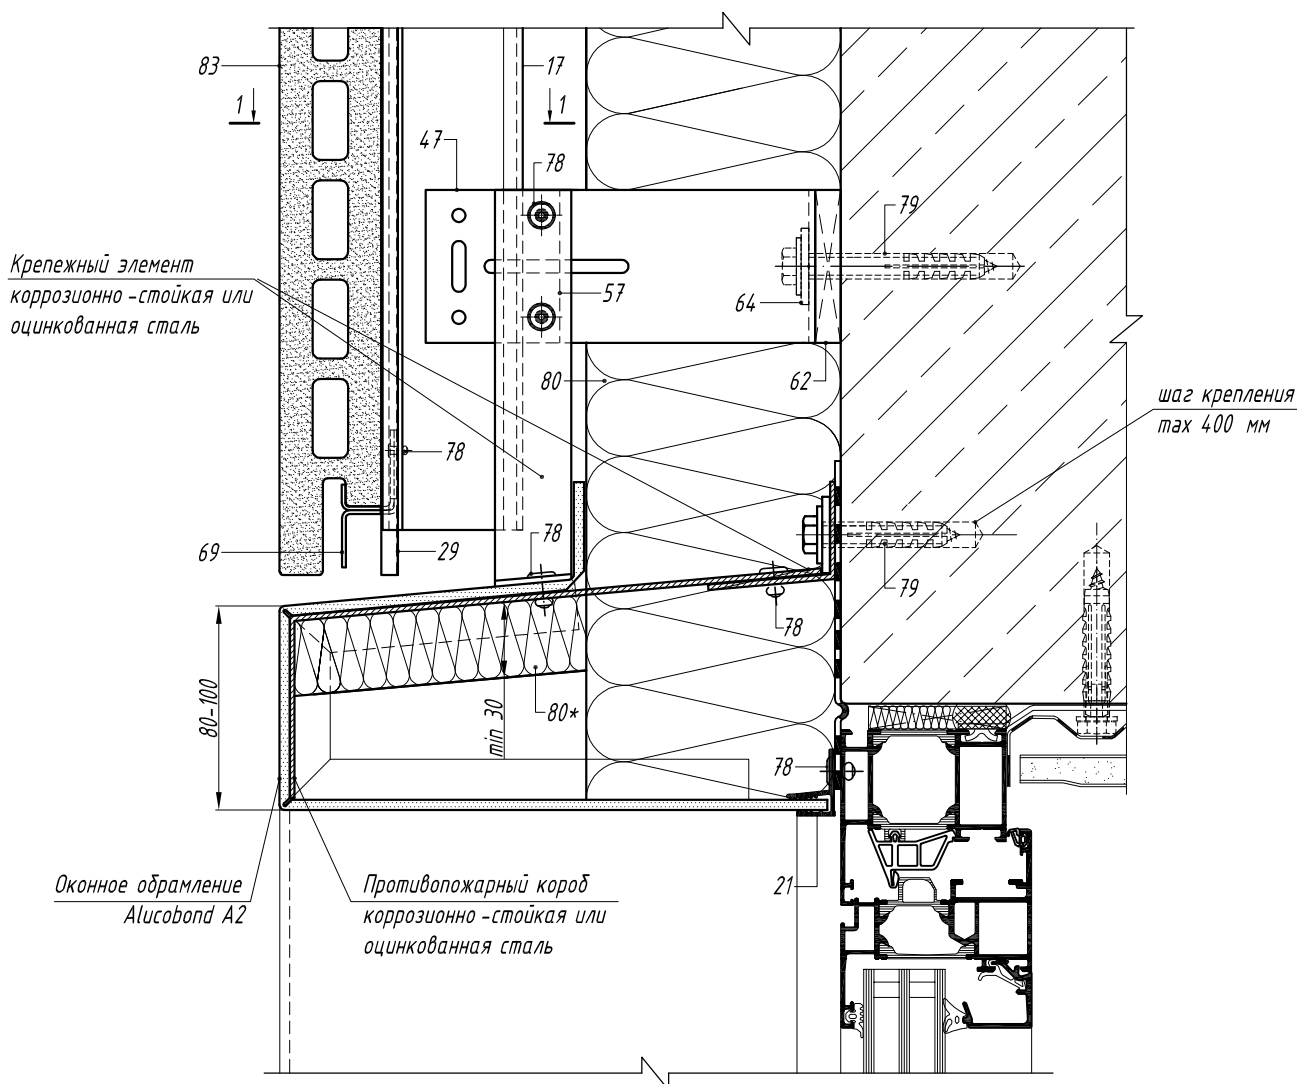 83
17
1
1
47
78
79
Крепежный элемент
коррозионно-стойкая или
оцинкованная сталь
57
64
80
62
шаг крепления
max 400 мм
78
69
29
78
79
78
80-100
min 30
80*
78
21
Оконное обрамление
Alucobond A2
Противопожарный короб
коррозионно-стойкая или
оцинкованная сталь